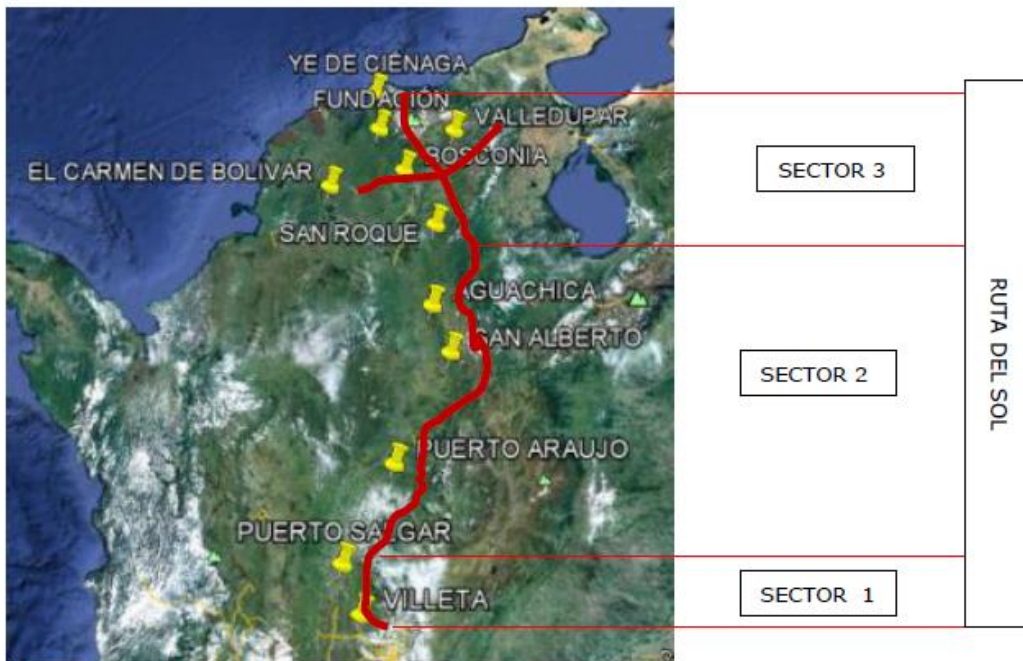 YE DE CIÉNAGA
FUNDACIÓN
VALLEDUPAR
BOSCONIA
EL CARMEN DE BOLIVAR
SAN ROQUE
AGUACHICA
SAN ALBERTO
PUERTO ARAUJO
PUERTO SALGAR
VILLETA
SECTOR 3
SECTOR 2
SECTOR 1
RUTA DEL SOL